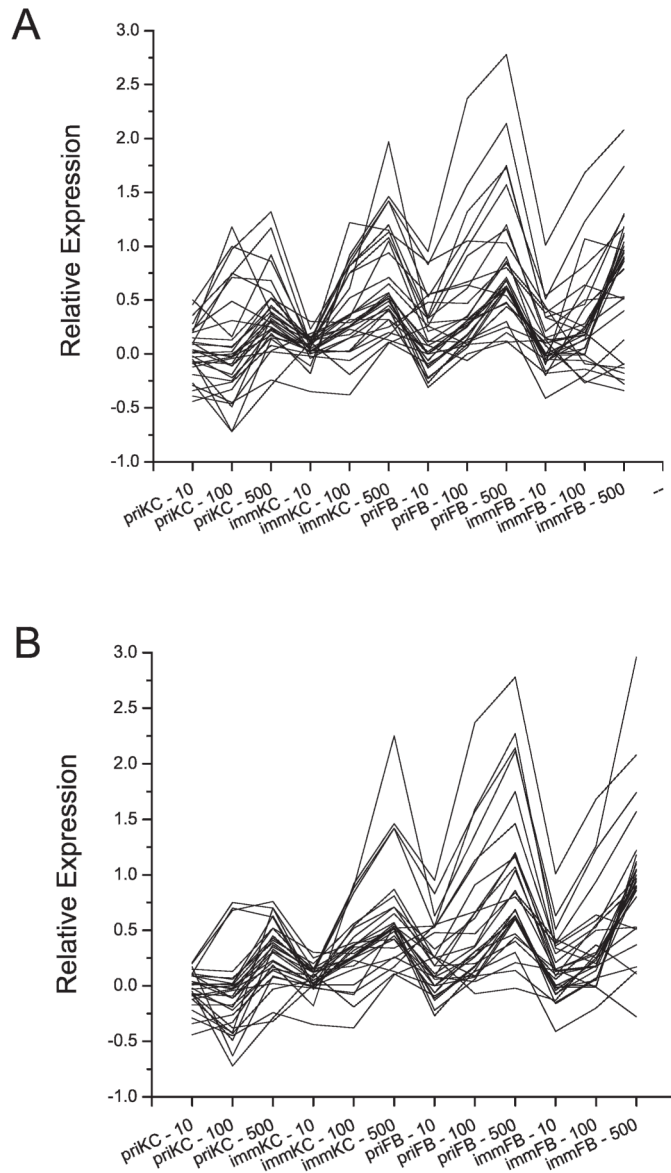 A
3.0
2.5
2.0
1.5
1.0
0.5
0.0
-0.5
-1.0
Relative Expression
priKC - 10
priKC - 100
priKC - 500
immKC - 10
immKC - 100
immKC - 500
priFB - 10
priFB - 100
priFB - 500
immFB - 10
immFB - 100
immFB - 500
--
B
3.0
2.5
2.0
1.5
1.0
0.5
0.0
-0.5
-1.0
Relative Expression
priKC - 10
priKC - 100
priKC - 500
immKC - 10
immKC - 100
immKC - 500
priFB - 10
priFB - 100
priFB - 500
immFB - 10
immFB - 100
immFB - 500